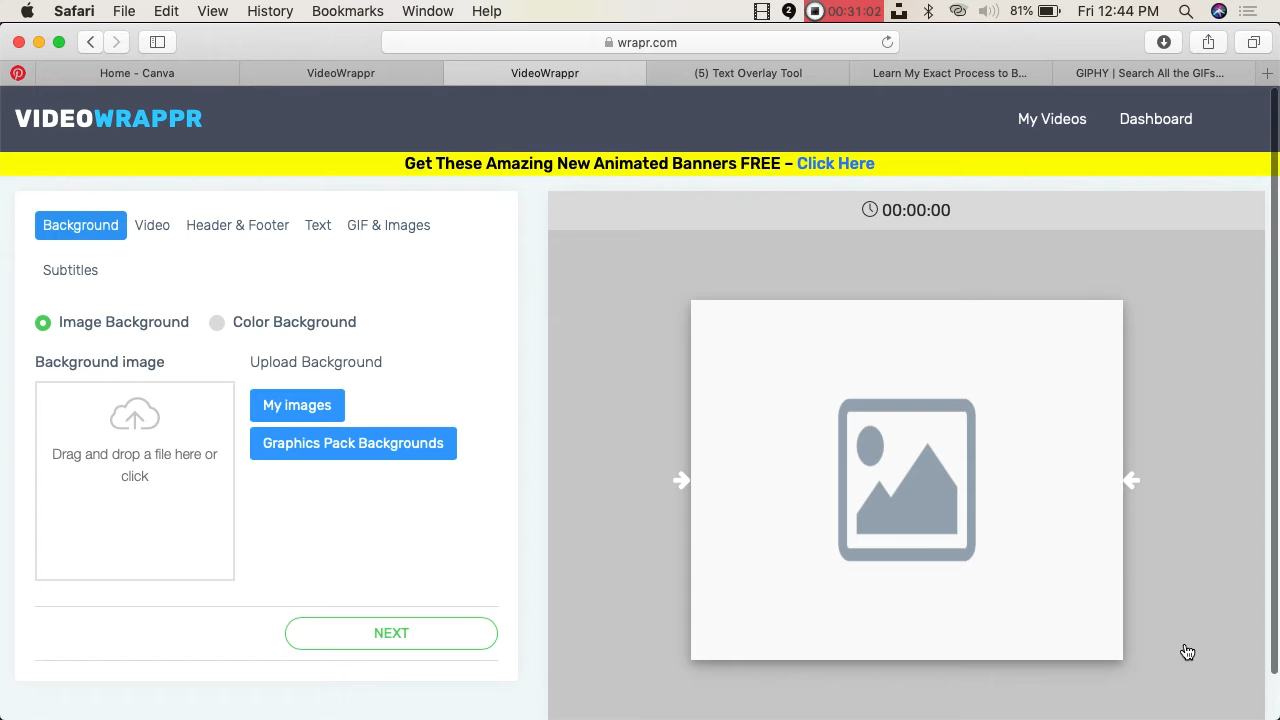 Safari File Edit View History Bookmarks Window Help 2 00:31:02 81% Fri 12:44 PM
wrapr.com
Home - Canva VideoWrappr VideoWrappr (5) Text Overlay Tool Learn My Exact Process to B... GIPHY | Search All the GIFs...
VIDEOWRAPPR My Videos Dashboard
Get These Amazing New Animated Banners FREE – Click Here
Background Video Header & Footer Text GIF & Images
00:00:00
Subtitles
Image Background Color Background
Background image Upload Background
My images
Graphics Pack Backgrounds
Drag and drop a file here or
click
NEXT